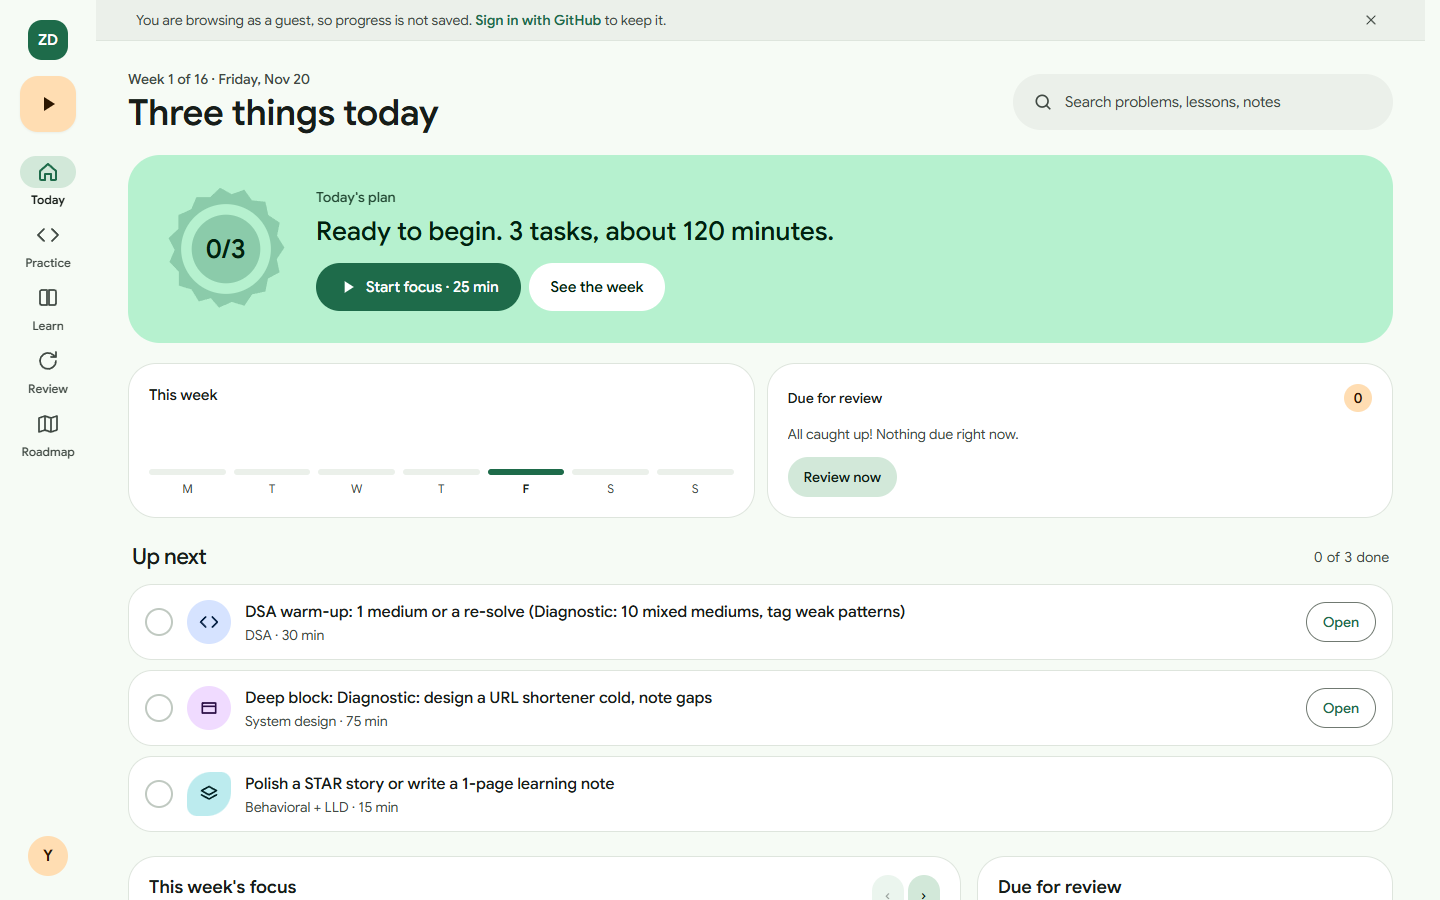 ZD
You are browsing as a guest, so progress is not saved. Sign in with GitHub to keep it.
Week 1 of 16 · Friday, Nov 20
Three things today
Search problems, lessons, notes
Today
Practice
Learn
Review
Roadmap
Y
0/3
Today's plan
Ready to begin. 3 tasks, about 120 minutes.
Start focus · 25 min
See the week
This week
M T W T F S S
Due for review
0
All caught up! Nothing due right now.
Review now
Up next
0 of 3 done
DSA warm-up: 1 medium or a re-solve (Diagnostic: 10 mixed mediums, tag weak patterns)
DSA · 30 min
Open
Deep block: Diagnostic: design a URL shortener cold, note gaps
System design · 75 min
Open
Polish a STAR story or write a 1-page learning note
Behavioral + LLD · 15 min
This week's focus
Due for review